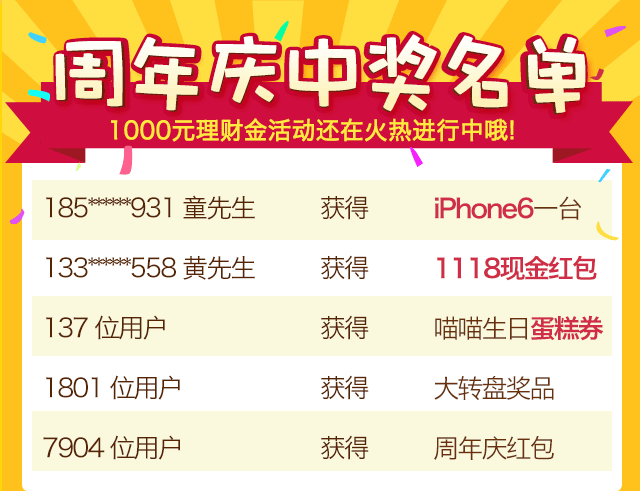 周年庆中奖名单
1000元理财金活动还在火热进行中哦!
185******931 童先生 获得 iPhone6一台
133******558 黄先生 获得 1118现金红包
137 位用户 获得 喵喵生日蛋糕券
1801 位用户 获得 大转盘奖品
7904 位用户 获得 周年庆红包